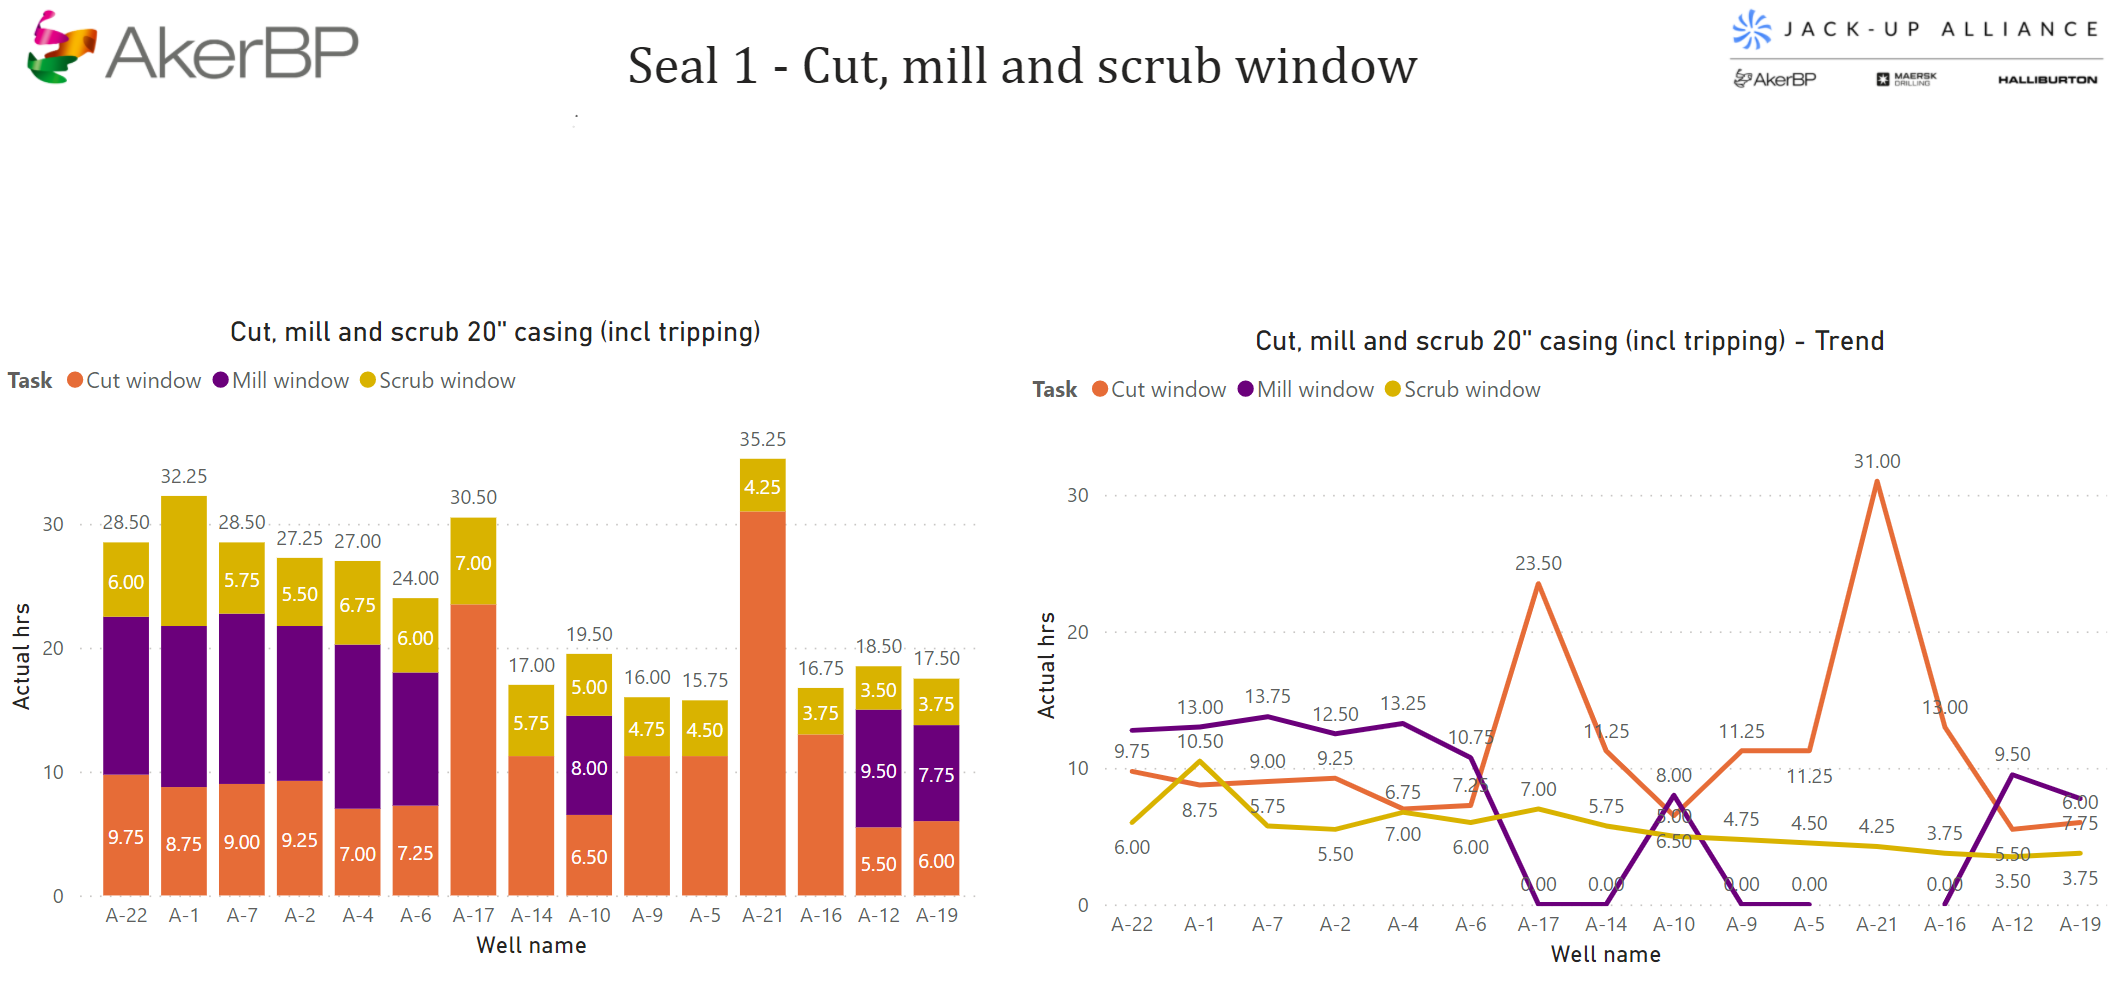 AkerBP
Seal 1 - Cut, mill and scrub window
JACK-UP ALLIANCE
AkerBP MAERSK DRILLING HALLIBURTON
Cut, mill and scrub 20" casing (incl tripping)
Task Cut window Mill window Scrub window
35.25
32.25
30.50
28.50 28.50 27.25 27.00 24.00
17.00 19.50 16.00 15.75 16.75 18.50 17.50
6.00 5.75 5.50 6.75 6.00 7.00 5.75 5.00 4.75 4.50 4.25 3.75 3.50 3.75
8.00 9.50 7.75
9.75 8.75 9.00 9.25 7.00 7.25 6.50 5.50 6.00
30
20
10
0
Actual hrs
A-22 A-1 A-7 A-2 A-4 A-6 A-17 A-14 A-10 A-9 A-5 A-21 A-16 A-12 A-19
Well name
Cut, mill and scrub 20" casing (incl tripping) - Trend
Task Cut window Mill window Scrub window
31.00
23.50
13.00 13.75 12.50 13.25 10.75 11.25 11.25 11.25 13.00
9.75 10.50 9.00 9.25 6.75 7.25 7.00 5.75 8.00 9.50
8.75 5.75 7.00 5.00 4.75 4.50 4.25 3.75 6.00
6.00 5.50 6.00 6.50 5.50 7.75
0.00 0.00 0.00 0.00 0.00 3.50 3.75
30
20
10
0
Actual hrs
A-22 A-1 A-7 A-2 A-4 A-6 A-17 A-14 A-10 A-9 A-5 A-21 A-16 A-12 A-19
Well name